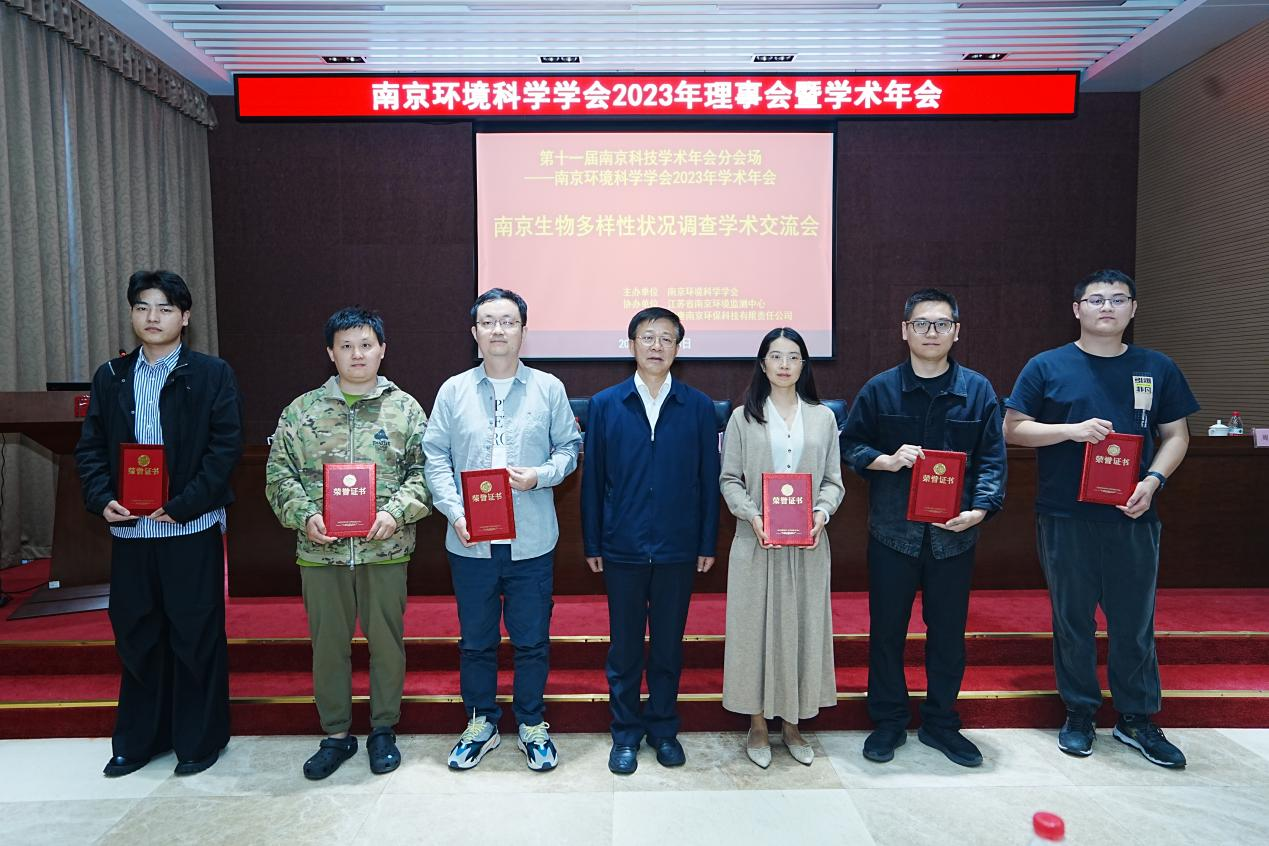 南京环境科学学会2023年理事会暨学术年会
第十一届南京科技学术年会分会场
——南京环境科学学会2023年学术年会
南京生物多样性状况调查学术交流会
主办单位 南京环境科学学会
协办单位 江苏省南京环境监测中心
南京环保科技有限责任公司
荣誉证书
荣誉证书
荣誉证书
荣誉证书
荣誉证书
荣誉证书